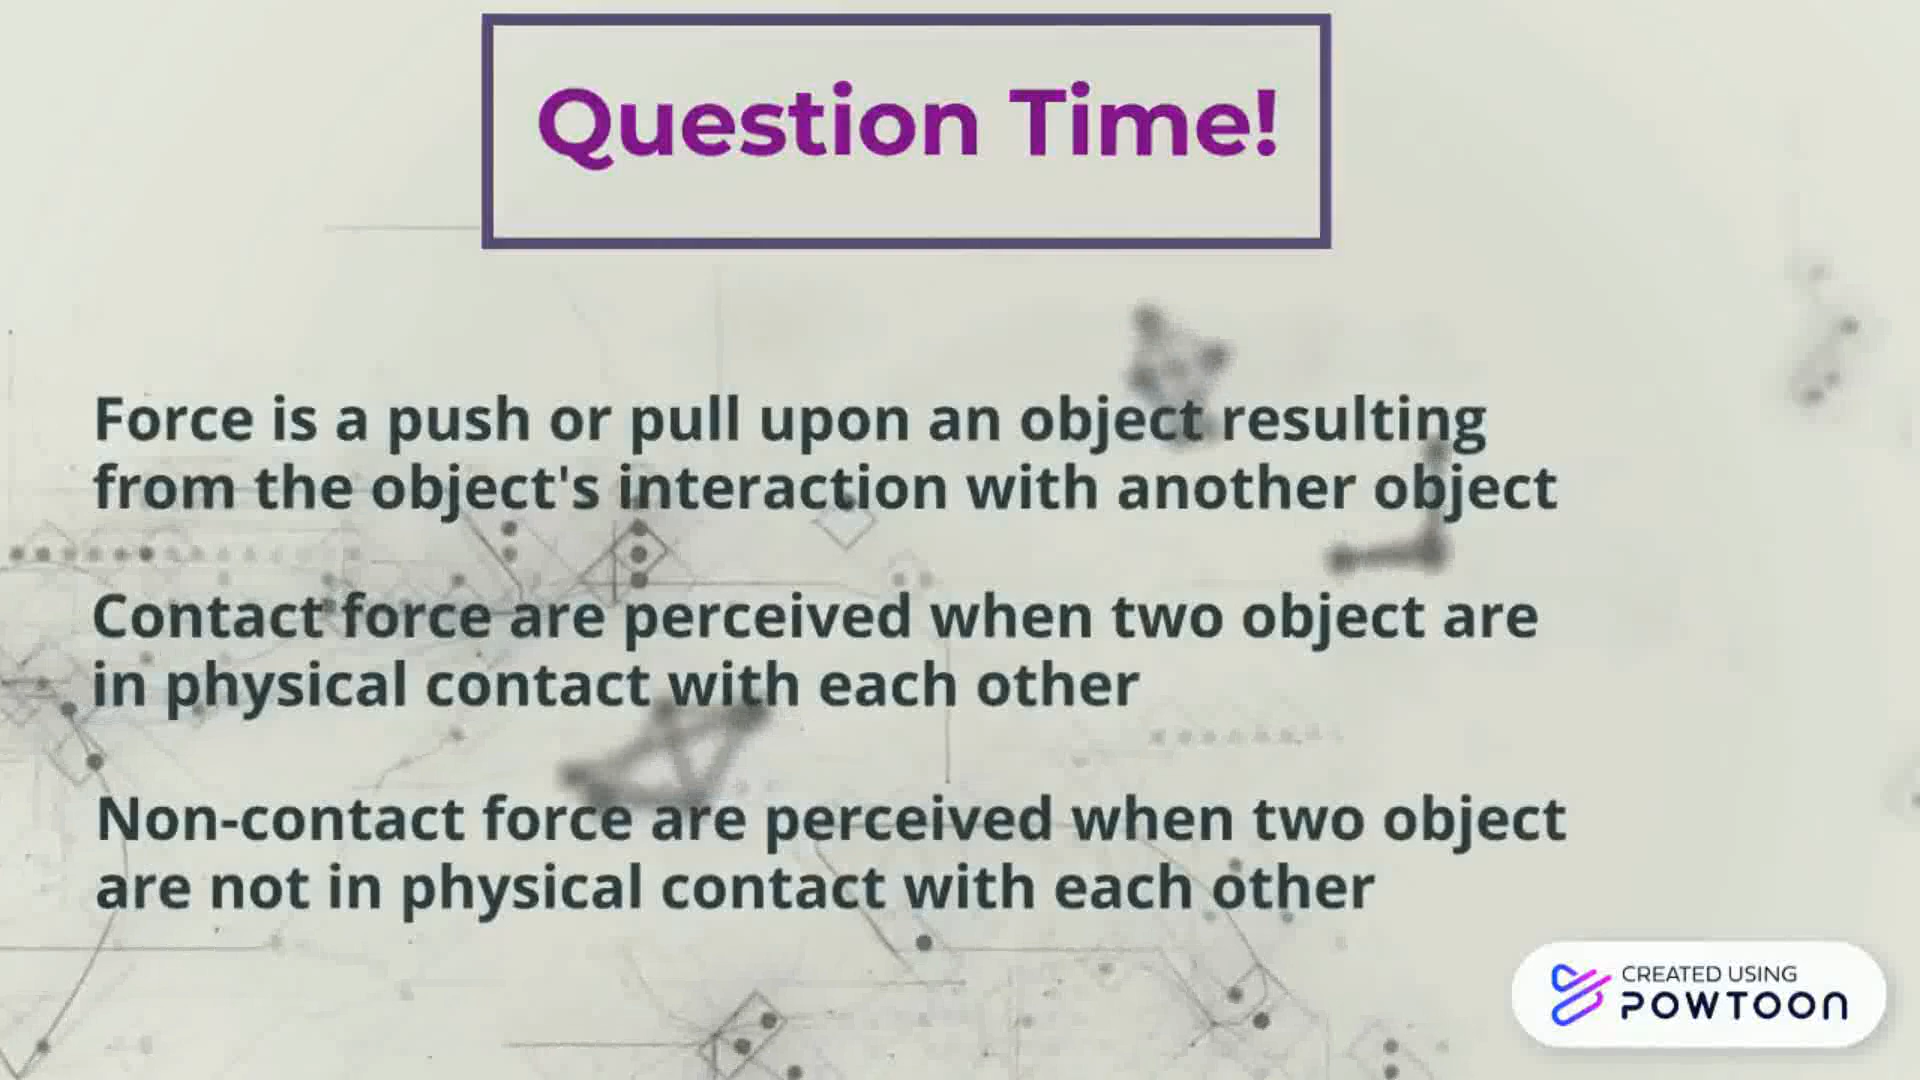 Question Time!
Force is a push or pull upon an object resulting
from the object's interaction with another object
Contact force are perceived when two object are
in physical contact with each other
Non-contact force are perceived when two object
are not in physical contact with each other
CREATED USING
POWTOON